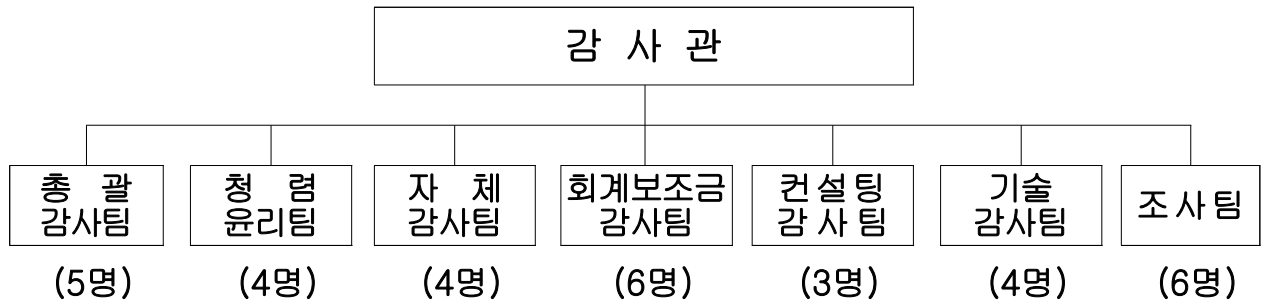 감 사 관
총 괄
감사팀
청 렴
윤리팀
자 체
감사팀
회계보조금
감사팀
컨설팅
감 사 팀
기술
감사팀
조사팀
(5명)
(4명)
(4명)
(6명)
(3명)
(4명)
(6명)